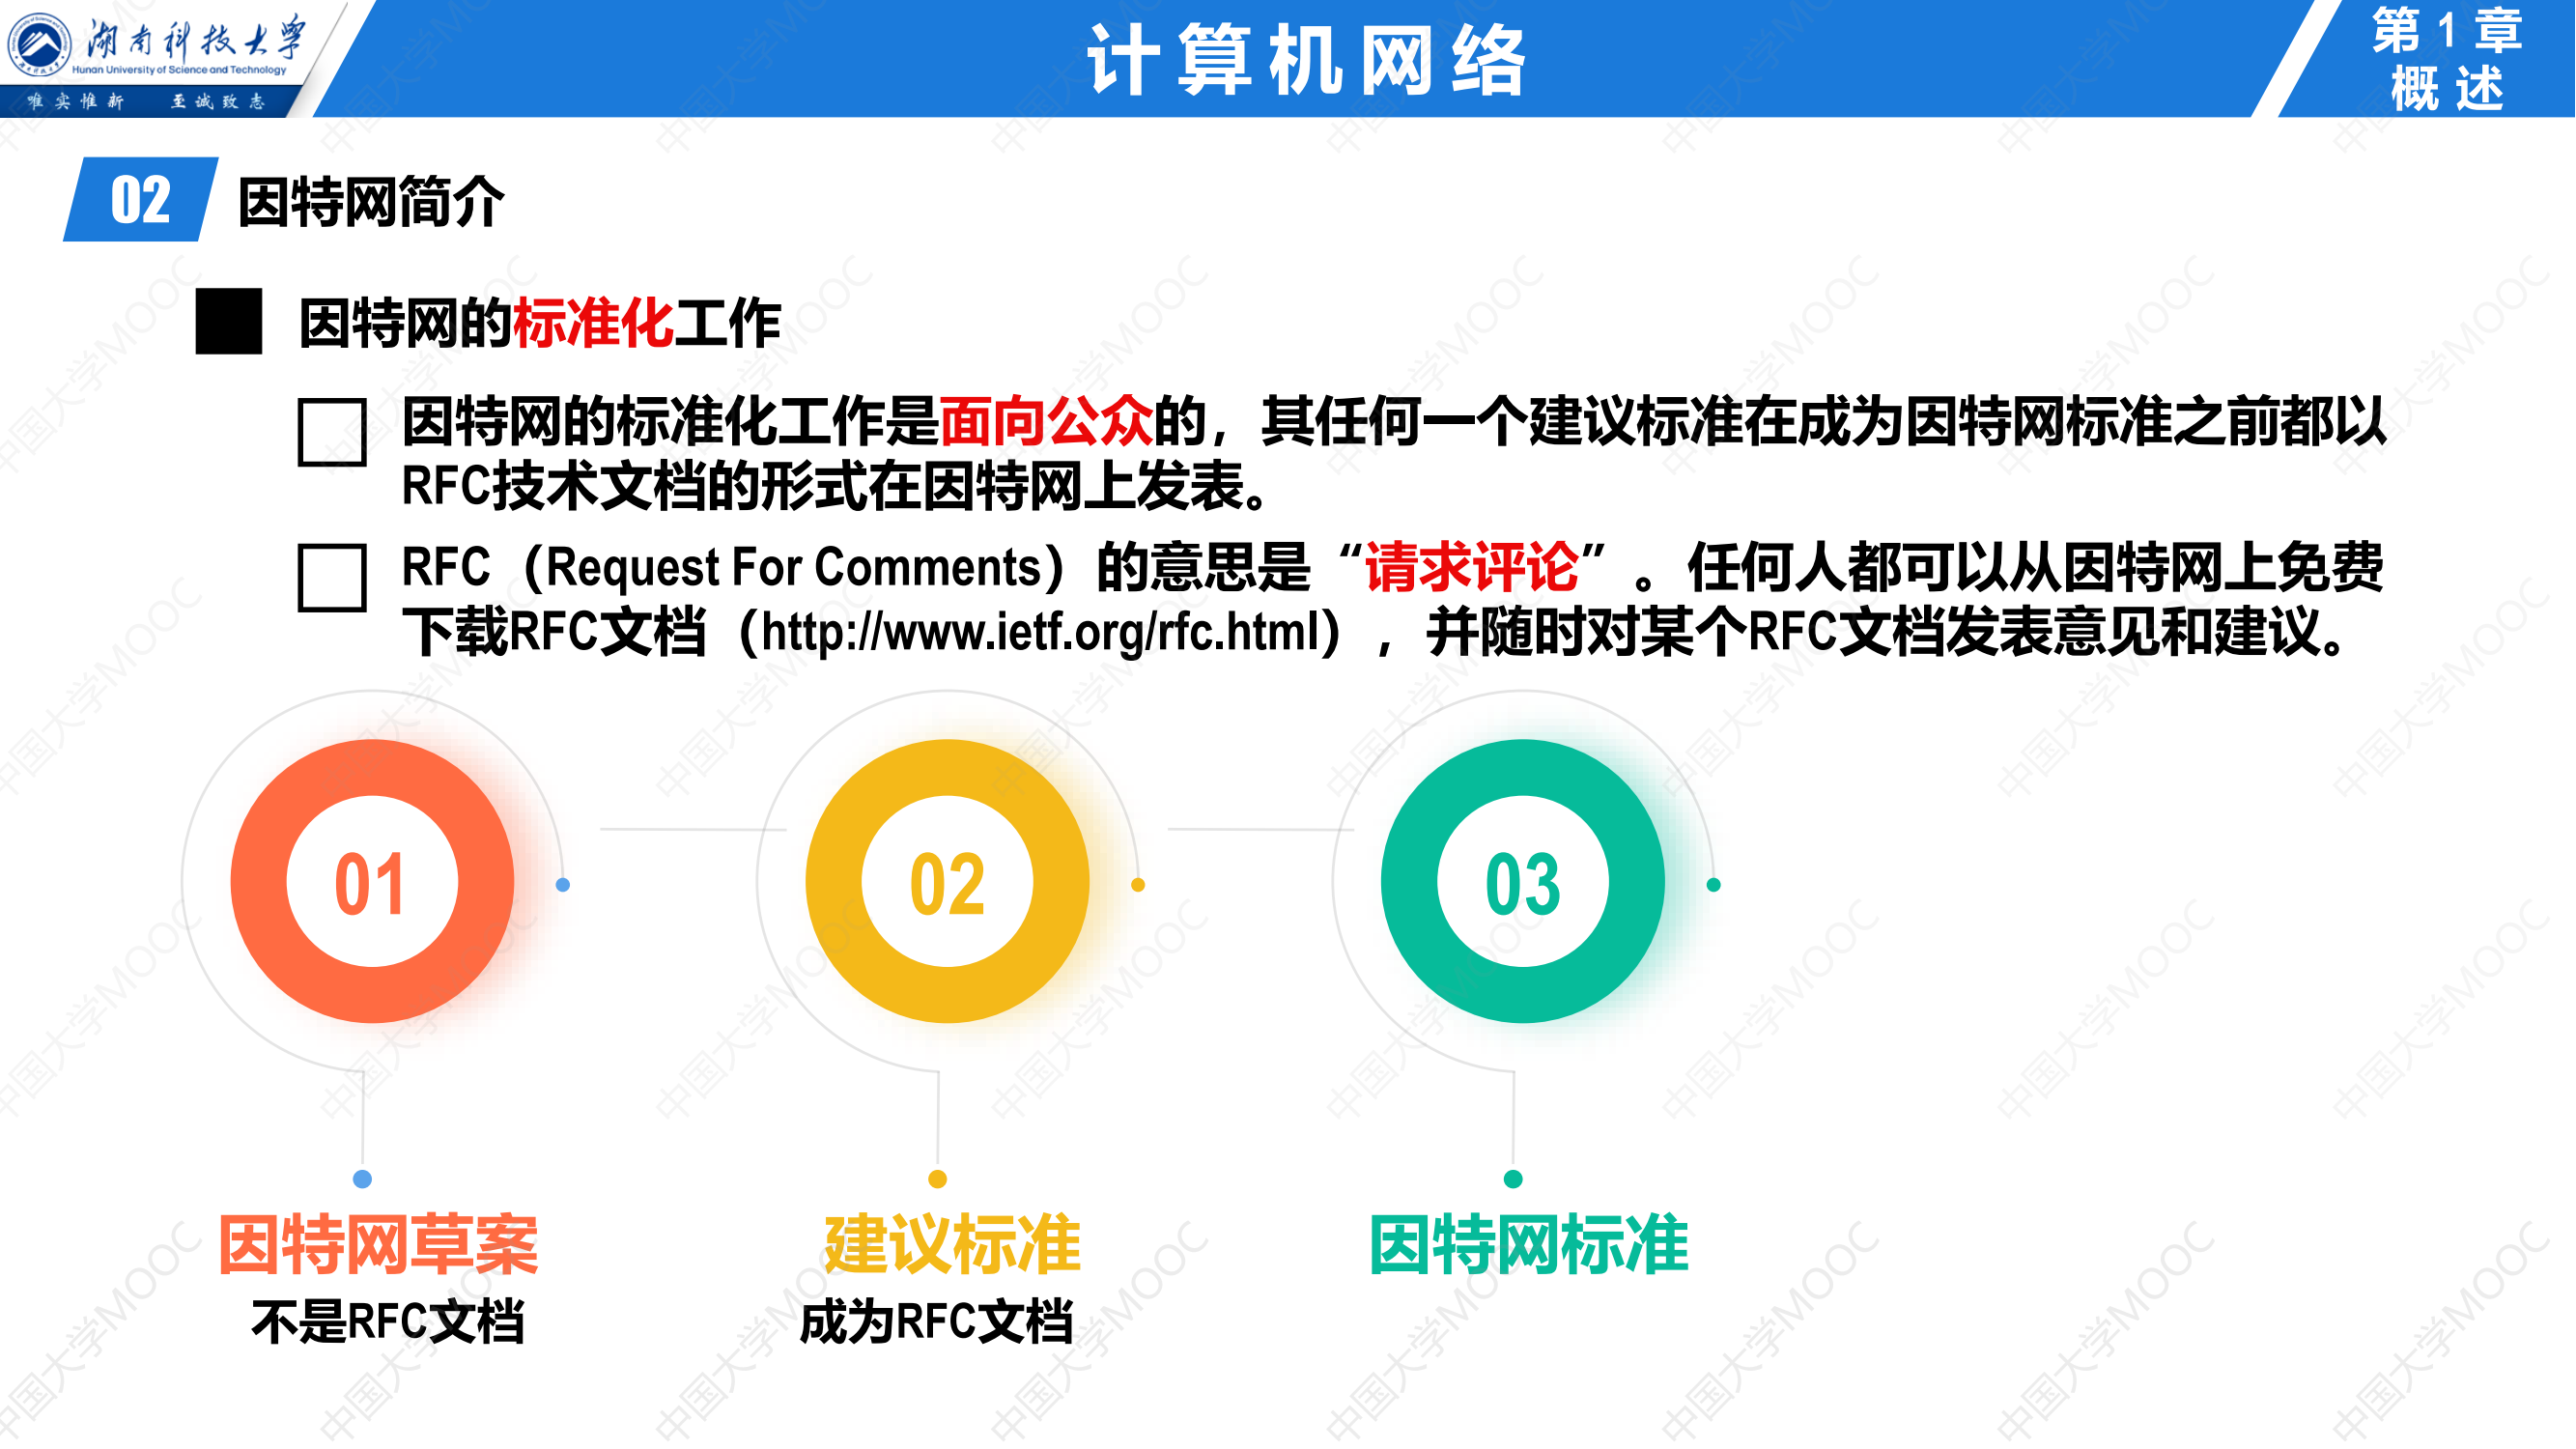 湖南科技大学
Hunan University of Science and Technology
唯实惟新 至诚致志
计算机网络
第1章
概述
02 因特网简介
因特网的标准化工作
因特网的标准化工作是面向公众的，其任何一个建议标准在成为因特网标准之前都以
RFC技术文档的形式在因特网上发表。
RFC（Request For Comments）的意思是“请求评论”。任何人都可以从因特网上免费
下载RFC文档（http://www.ietf.org/rfc.html），并随时对某个RFC文档发表意见和建议。
01
02
03
因特网草案
建议标准
因特网标准
不是RFC文档
成为RFC文档
中国大学MOOC